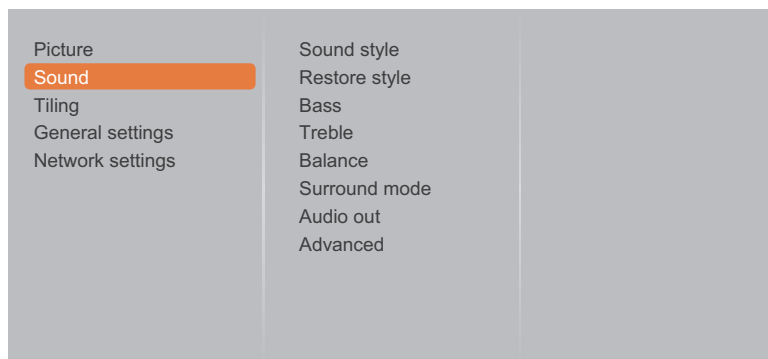 Picture
Sound
Tiling
General settings
Network settings
Sound style
Restore style
Bass
Treble
Balance
Surround mode
Audio out
Advanced